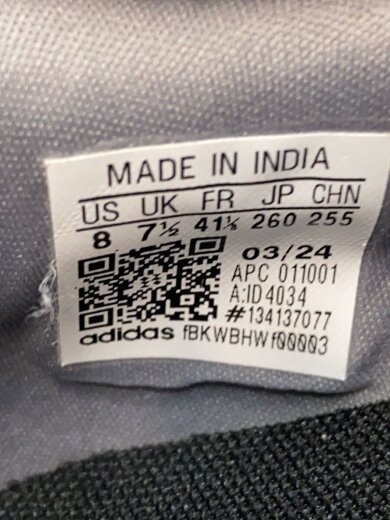 MADE IN INDIA
US UK FR JP CHN
8 7½ 41⅓ 260 255
03/24
APC 011001
A:ID4034
#134137077
adidas fBKWBHWf00003